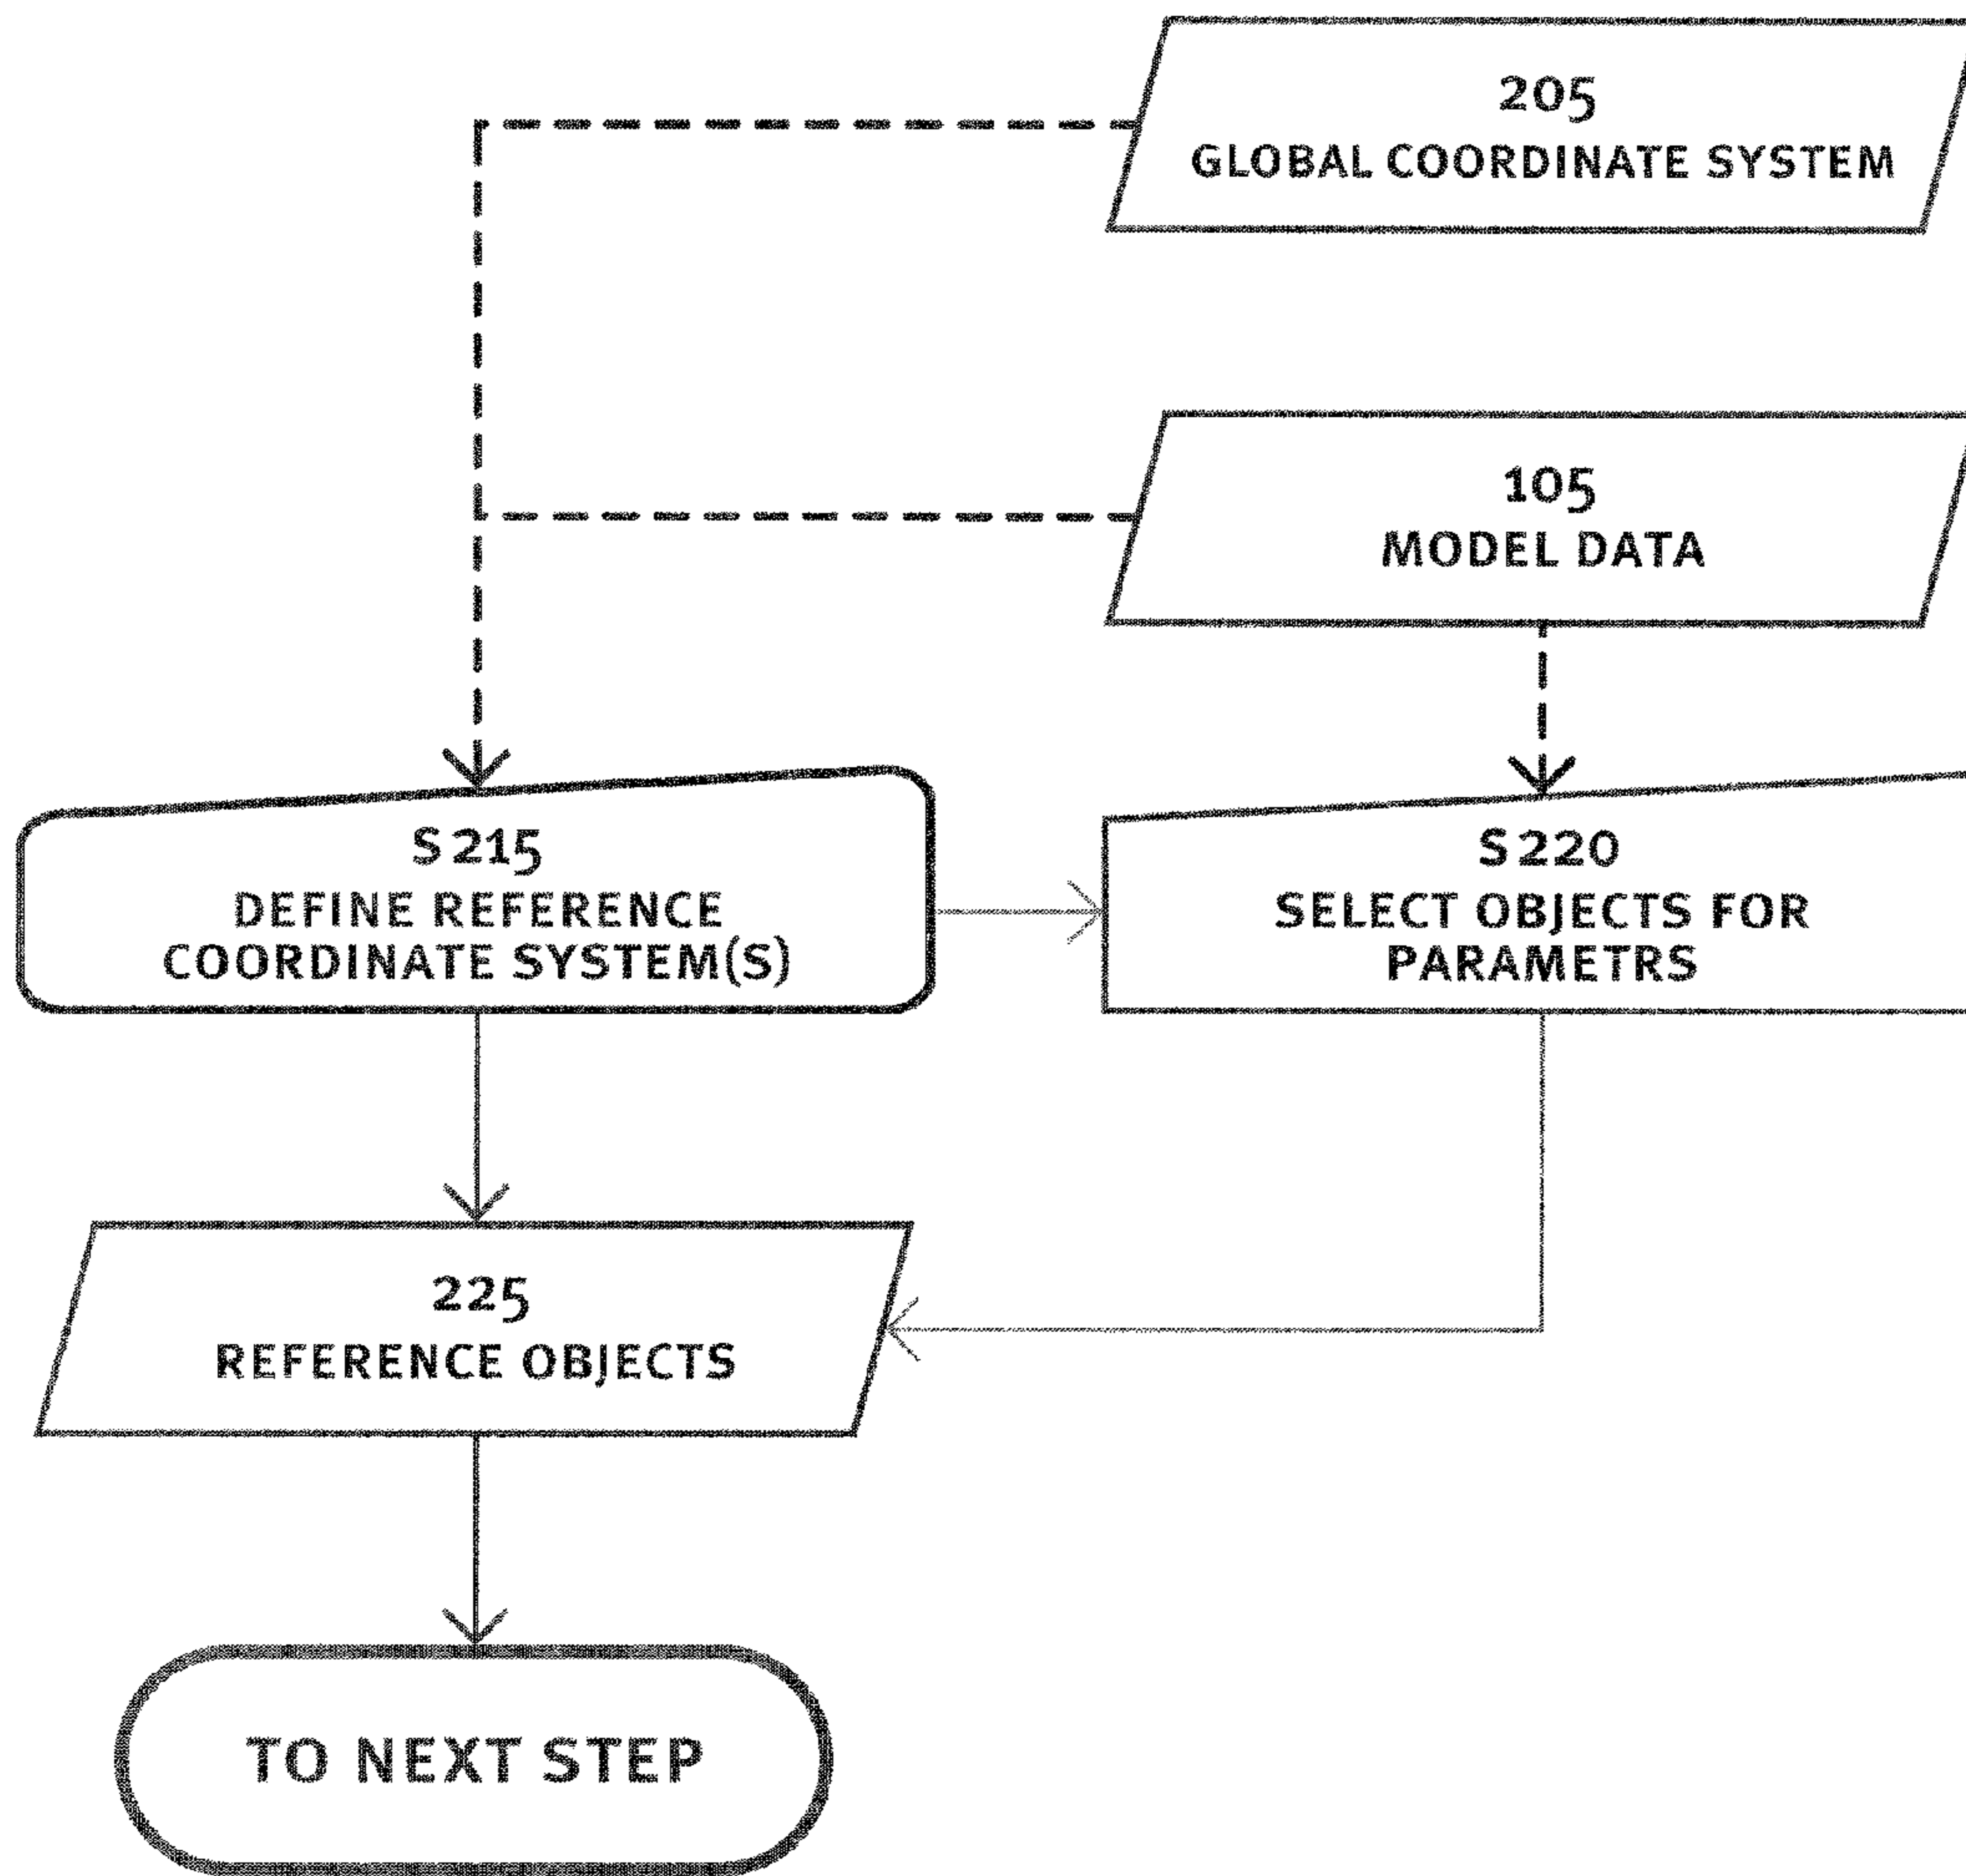 205
GLOBAL COORDINATE SYSTEM
105
MODEL DATA
S215
DEFINE REFERENCE
COORDINATE SYSTEM(S)
S220
SELECT OBJECTS FOR
PARAMETRS
225
REFERENCE OBJECTS
TO NEXT STEP